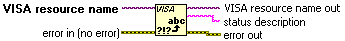 VISA resource name
VISA
VISA resource name out
abc
status description
error in (no error)
?!?
error out